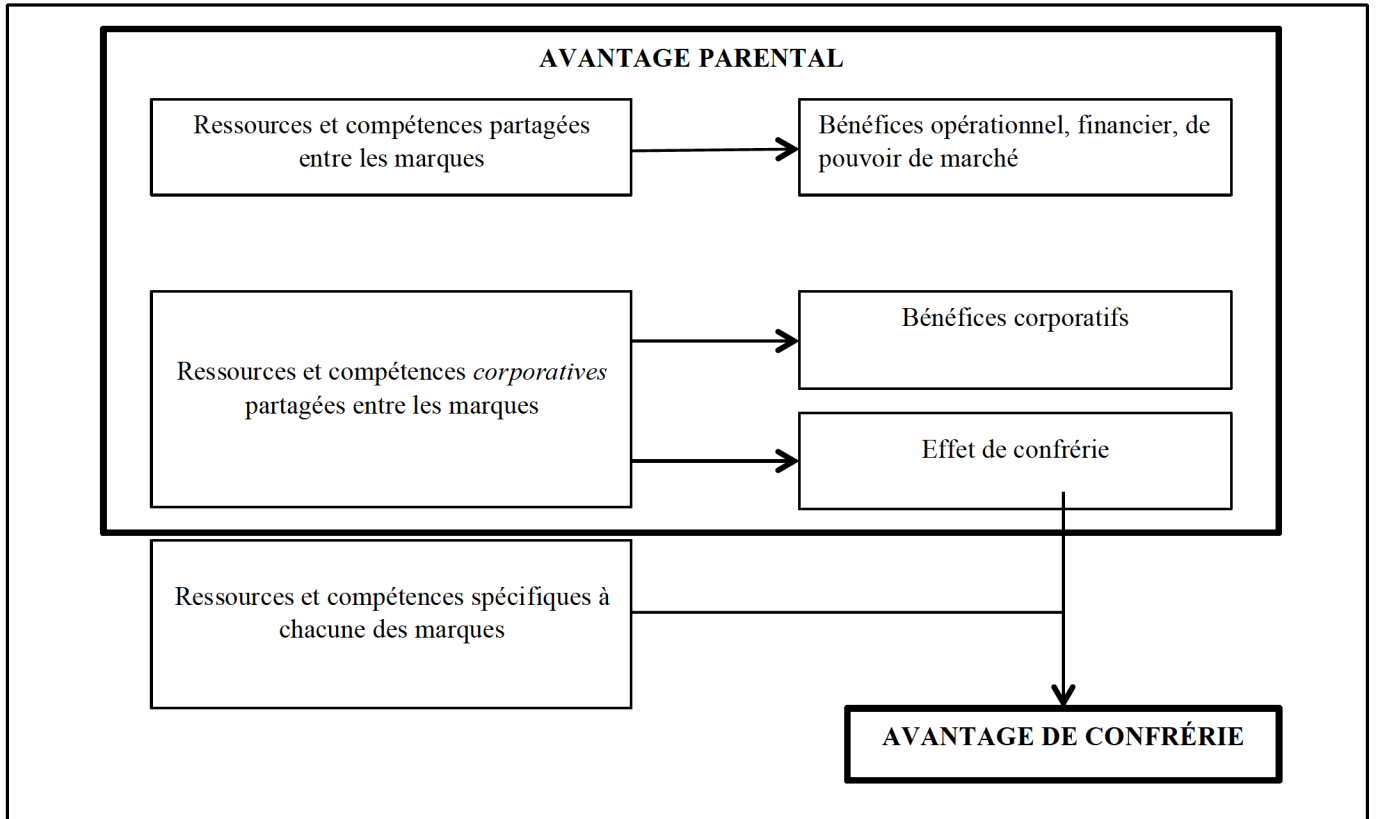 AVANTAGE PARENTAL
Ressources et compétences partagées
entre les marques
Bénéfices opérationnel, financier, de
pouvoir de marché
Ressources et compétences corporatives
partagées entre les marques
Bénéfices corporatifs
Effet de confrérie
Ressources et compétences spécifiques à
chacune des marques
AVANTAGE DE CONFRÉRIE